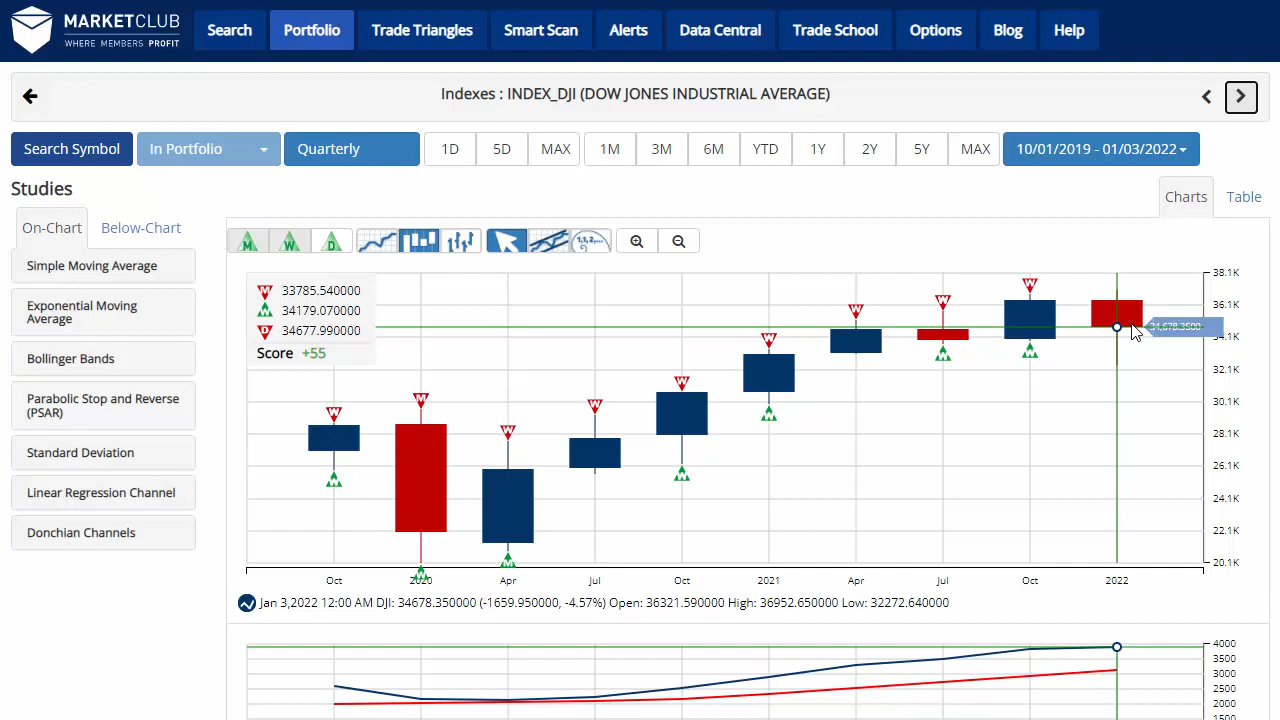 MARKETCLUB
WHERE MEMBERS PROFIT
Search
Portfolio
Trade Triangles
Smart Scan
Alerts
Data Central
Trade School
Options
Blog
Help
Indexes : INDEX_DJI (DOW JONES INDUSTRIAL AVERAGE)
Search Symbol
In Portfolio
Quarterly
1D
5D
MAX
1M
3M
6M
YTD
1Y
2Y
5Y
MAX
10/01/2019 - 01/03/2022
Studies
Charts
Table
On-Chart
Below-Chart
Simple Moving Average
Exponential Moving
Average
Bollinger Bands
Parabolic Stop and Reverse
(PSAR)
Standard Deviation
Linear Regression Channel
Donchian Channels
M
W
D
33785.540000
34179.070000
34677.990000
Score +55
34,678.3500
38.1K
36.1K
34.1K
32.1K
30.1K
28.1K
26.1K
24.1K
22.1K
20.1K
Oct
2020
Apr
Jul
Oct
2021
Apr
Jul
Oct
2022
Jan 3,2022 12:00 AM DJI: 34678.350000 (-1659.950000, -4.57%) Open: 36321.590000 High: 36952.650000 Low: 32272.640000
4000
3500
3000
2500
2000
1500